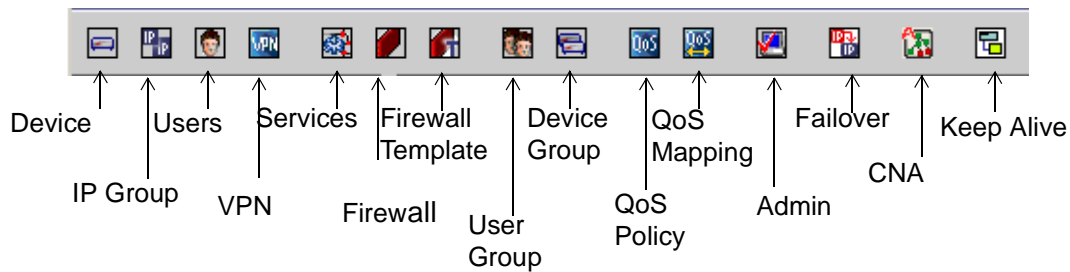 IP IP
VPN
T
QoS
QoS
IP IP
A
Device
Users
Services
Firewall
Template
Device
Group
QoS
Mapping
Failover
Keep Alive
IP Group
VPN
Firewall
User
Group
QoS
Policy
Admin
CNA